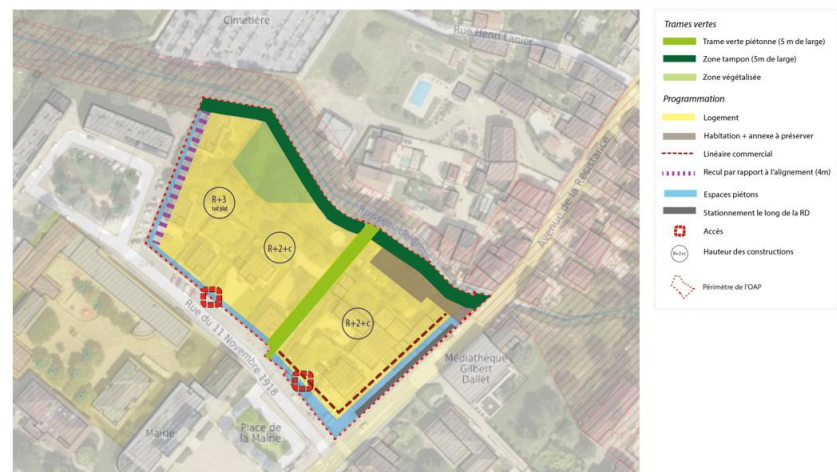 Cimetière
Rue Henri Lanier
Avenue de la Résistance
R+3
toit plat
R+2+c
R+2+c
Rue du 11 Novembre 1918
Médiathèque
Gilbert
Dallet
Mairie
Place de
la Mairie
Trames vertes
Trame verte piétonne (5 m de large)
Zone tampon (5m de large)
Zone végétalisée
Programmation
Logement
Habitation + annexe à préserver
Linéaire commercial
Recul par rapport à l'alignement (4m)
Espaces piétons
Stationnement le long de la RD
Accès
R+2+c
Hauteur des constructions
Périmètre de l'OAP